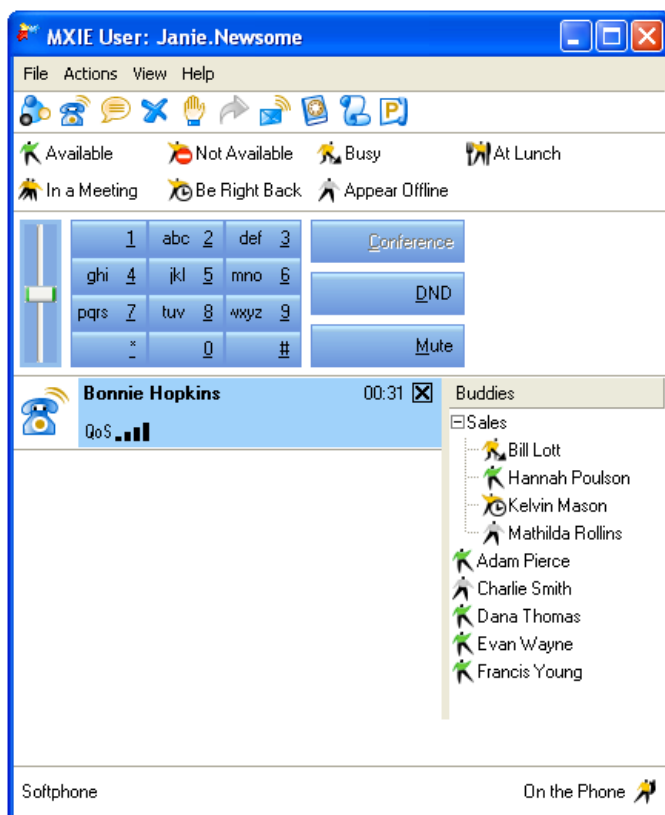 MXIE User: Janie.Newsome
File Actions View Help
Available Not Available Busy At Lunch
In a Meeting Be Right Back Appear Offline
1 abc 2 def 3 Conference
ghi 4 jkl 5 mno 6
DND
pqrs 7 tuv 8 wxyz 9
* 0 # Mute
Bonnie Hopkins 00:31 Buddies
QoS
Sales
Bill Lott
Hannah Poulson
Kelvin Mason
Mathilda Rollins
Adam Pierce
Charlie Smith
Dana Thomas
Evan Wayne
Francis Young
Softphone On the Phone